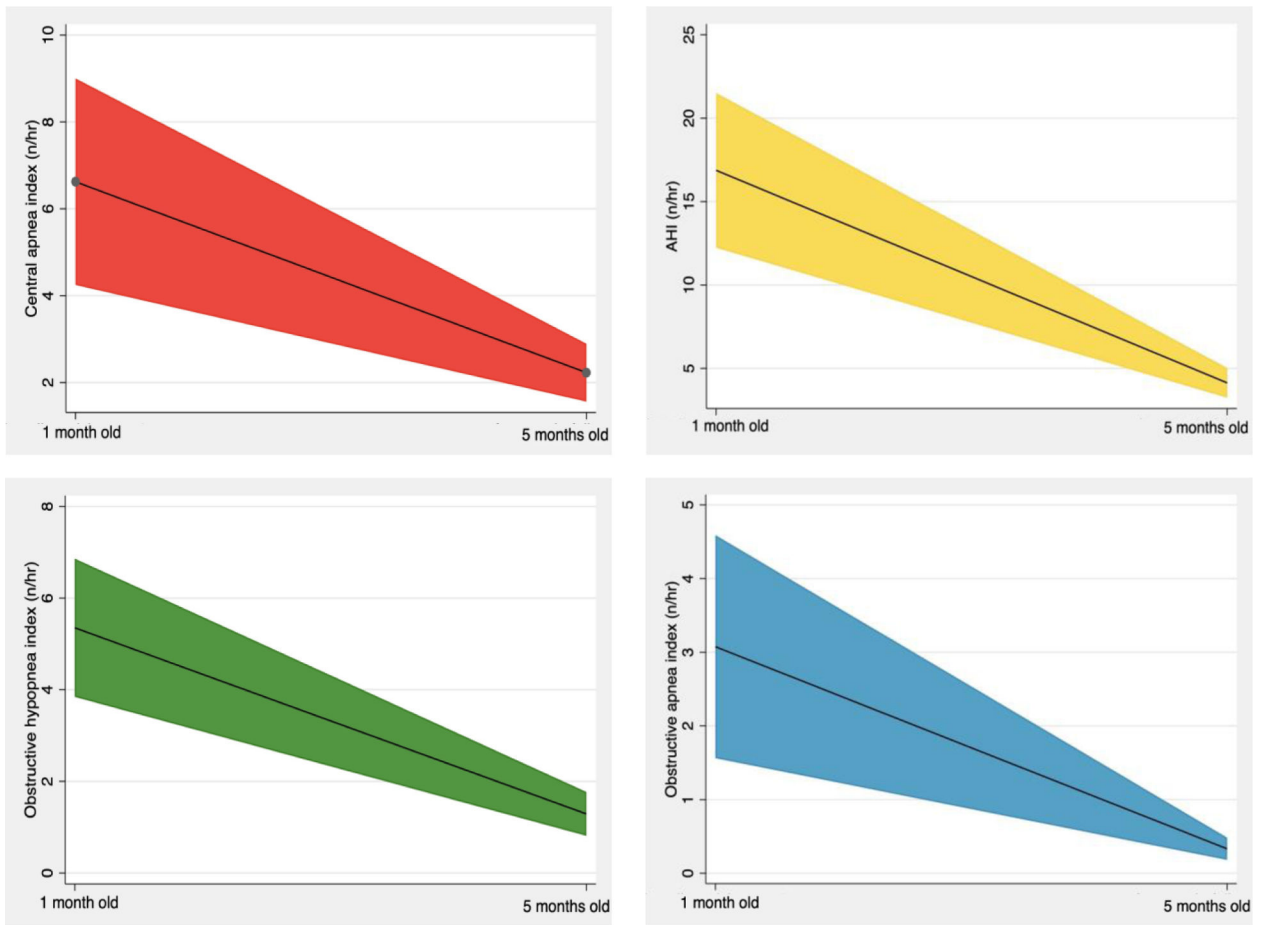 Central apnea index (n/hr)
10
8
6
4
2
1 month old
5 months old
AHI (n/hr)
25
20
15
10
5
1 month old
5 months old
Obstructive hypopnea index (n/hr)
8
6
4
2
0
1 month old
5 months old
Obstructive apnea index (n/hr)
5
4
3
2
1
0
1 month old
5 months old